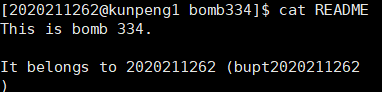 [2020211262@kunpeng1 bomb334]$ cat README
This is bomb 334.
It belongs to 2020211262 (bupt2020211262
)